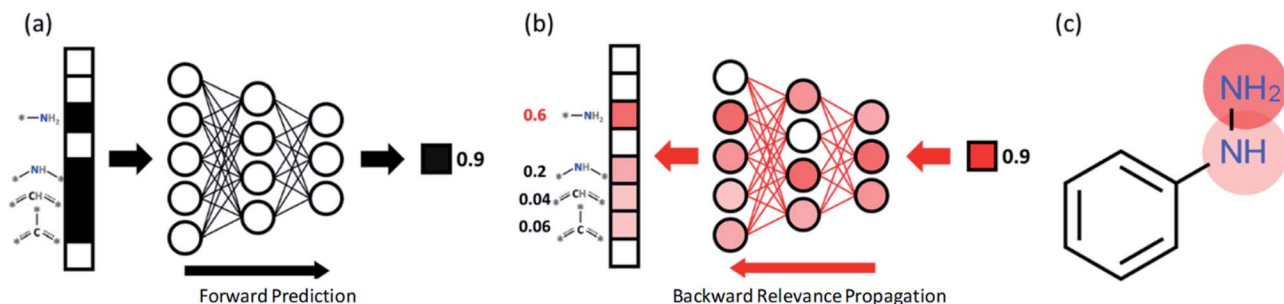 (a)
*—NH2
NH
* *
*=CH=*
*
C
* *
0.9
Forward Prediction
(b)
0.6 *—NH2
0.2 NH
* *
0.04 *=CH=*
*
0.06 C
* *
0.9
Backward Relevance Propagation
(c)
NH2
NH